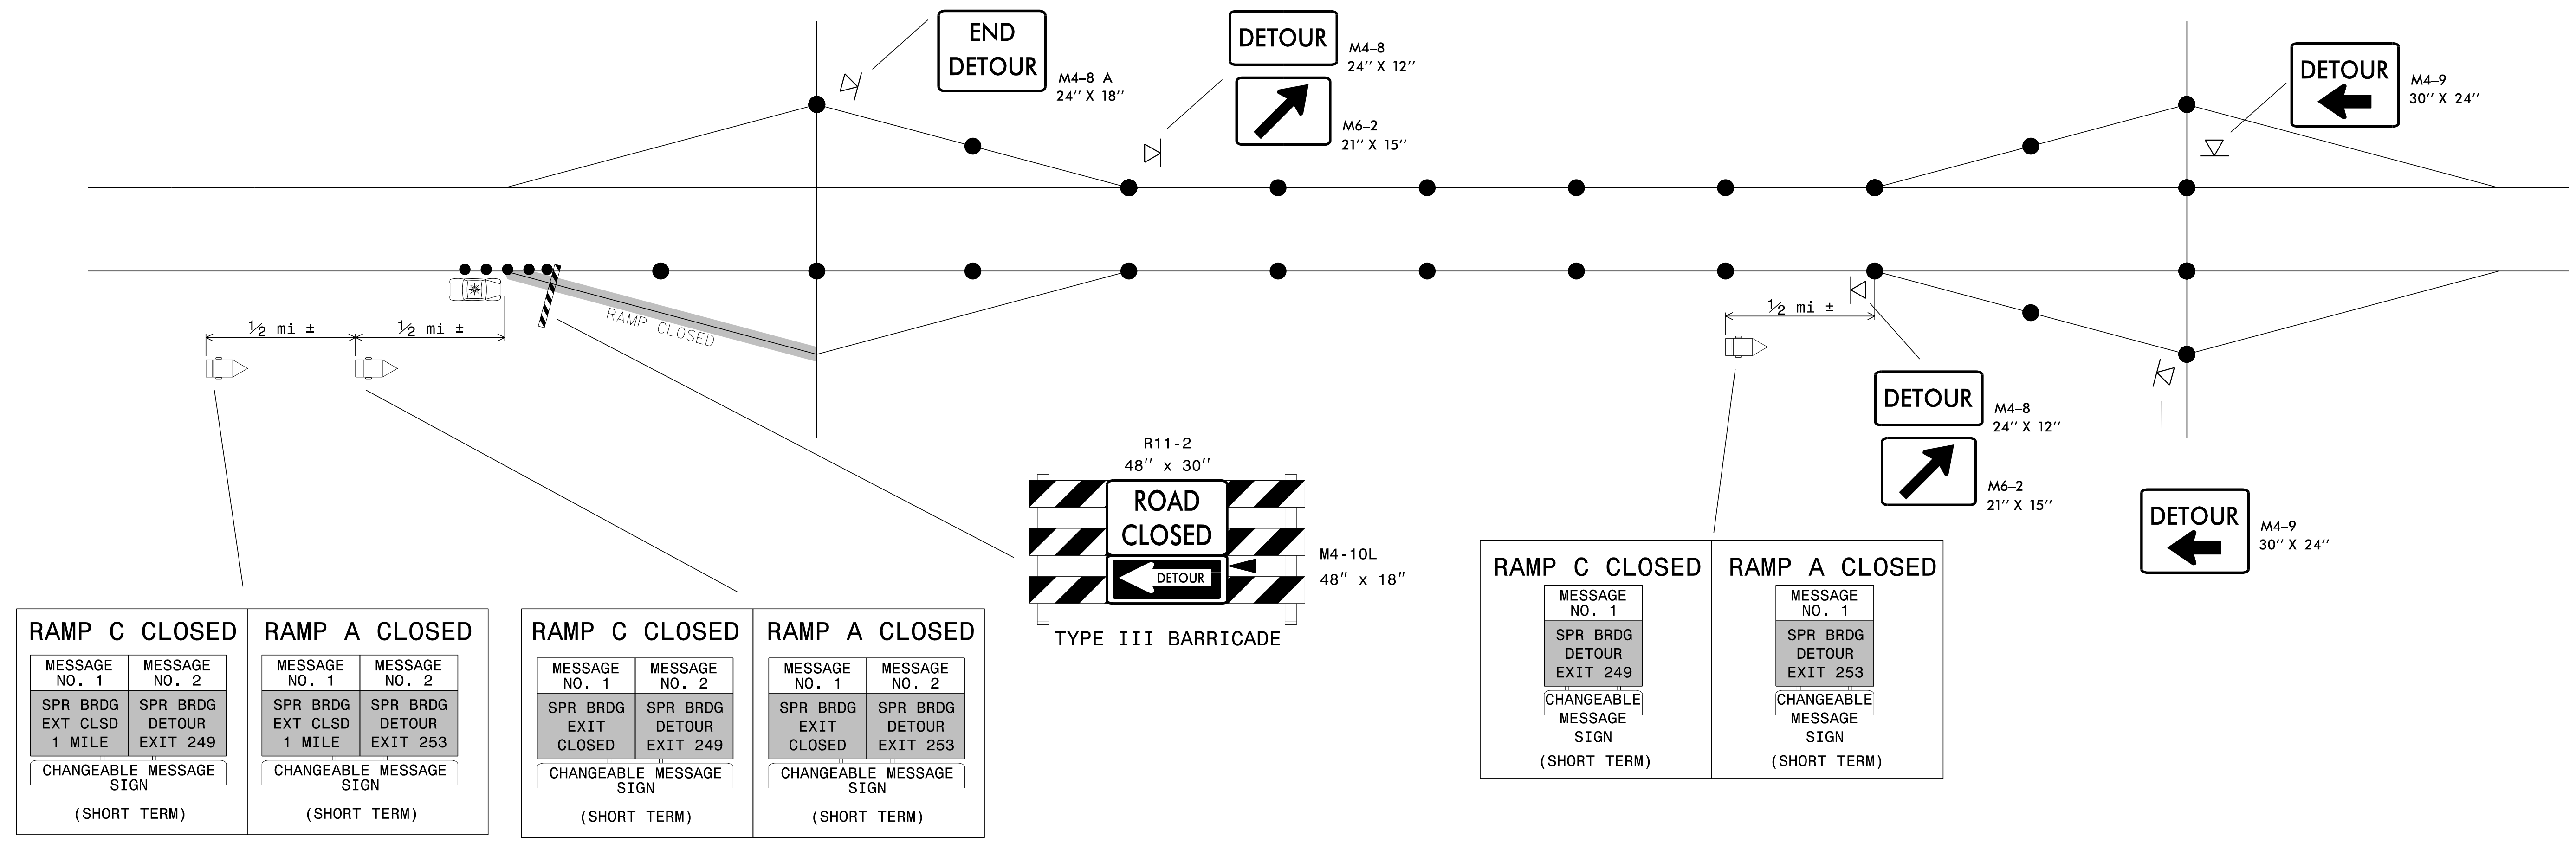 END
DETOUR
M4–8 A
24″ X 18″
DETOUR
M4–8
24″ X 12″
M6–2
21″ X 15″
DETOUR
M4–9
30″ X 24″
½ mi ±
½ mi ±
RAMP CLOSED
½ mi ±
DETOUR
M4–8
24″ X 12″
M6–2
21″ X 15″
DETOUR
M4–9
30″ X 24″
R11-2
48″ x 30″
ROAD
CLOSED
DETOUR
M4-10L
48″ x 18″
TYPE III BARRICADE
RAMP C CLOSED
MESSAGE
NO. 1
SPR BRDG
EXT CLSD
1 MILE
MESSAGE
NO. 2
SPR BRDG
DETOUR
EXIT 249
CHANGEABLE MESSAGE
SIGN
(SHORT TERM)
RAMP A CLOSED
MESSAGE
NO. 1
SPR BRDG
EXT CLSD
1 MILE
MESSAGE
NO. 2
SPR BRDG
DETOUR
EXIT 253
CHANGEABLE MESSAGE
SIGN
(SHORT TERM)
RAMP C CLOSED
MESSAGE
NO. 1
SPR BRDG
EXIT
CLOSED
MESSAGE
NO. 2
SPR BRDG
DETOUR
EXIT 249
CHANGEABLE MESSAGE
SIGN
(SHORT TERM)
RAMP A CLOSED
MESSAGE
NO. 1
SPR BRDG
EXIT
CLOSED
MESSAGE
NO. 2
SPR BRDG
DETOUR
EXIT 253
CHANGEABLE MESSAGE
SIGN
(SHORT TERM)
RAMP C CLOSED
MESSAGE
NO. 1
SPR BRDG
DETOUR
EXIT 249
CHANGEABLE
MESSAGE
SIGN
(SHORT TERM)
RAMP A CLOSED
MESSAGE
NO. 1
SPR BRDG
DETOUR
EXIT 253
CHANGEABLE
MESSAGE
SIGN
(SHORT TERM)